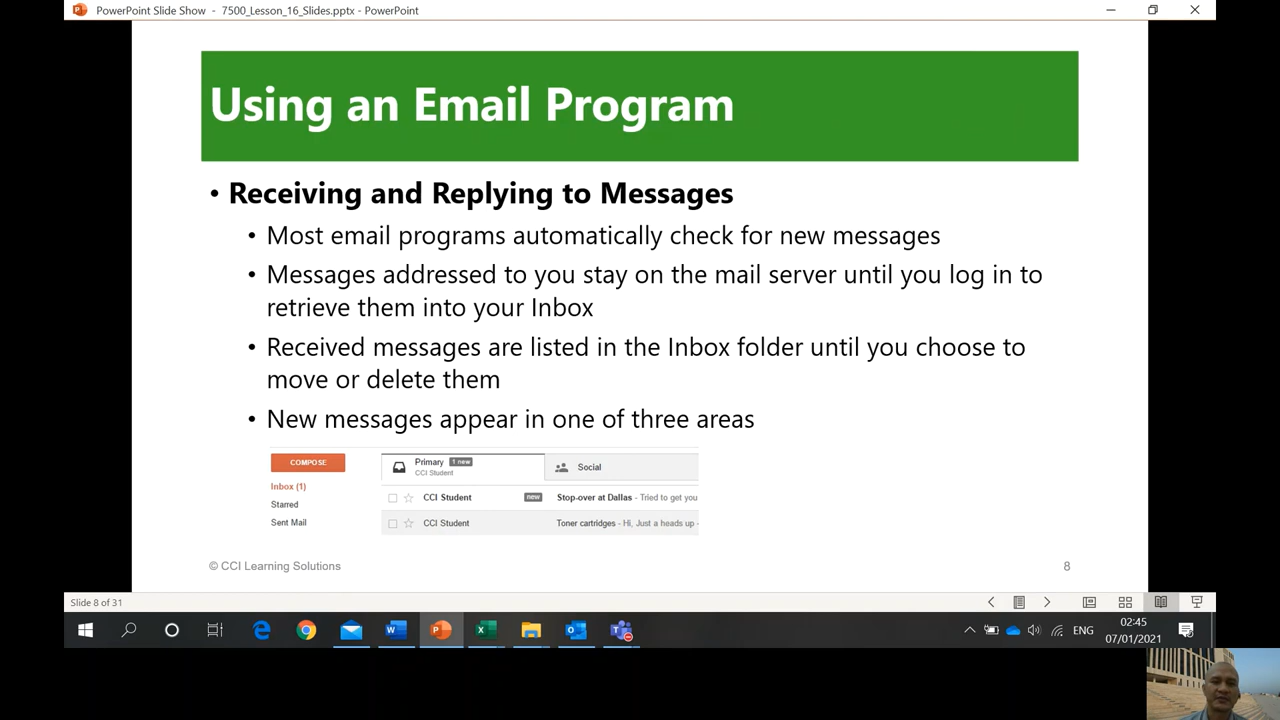 PowerPoint Slide Show - 7500_Lesson_16_Slides.pptx - PowerPoint
Using an Email Program
• Receiving and Replying to Messages
• Most email programs automatically check for new messages
• Messages addressed to you stay on the mail server until you log in to
retrieve them into your Inbox
• Received messages are listed in the Inbox folder until you choose to
move or delete them
• New messages appear in one of three areas
COMPOSE
Inbox (1)
Starred
Sent Mail
Primary 1 new
CCI Student
Social
CCI Student new Stop-over at Dallas - Tried to get you
CCI Student Toner cartridges - Hi, Just a heads up -
© CCI Learning Solutions
8
Slide 8 of 31
ENG
02:45
07/01/2021